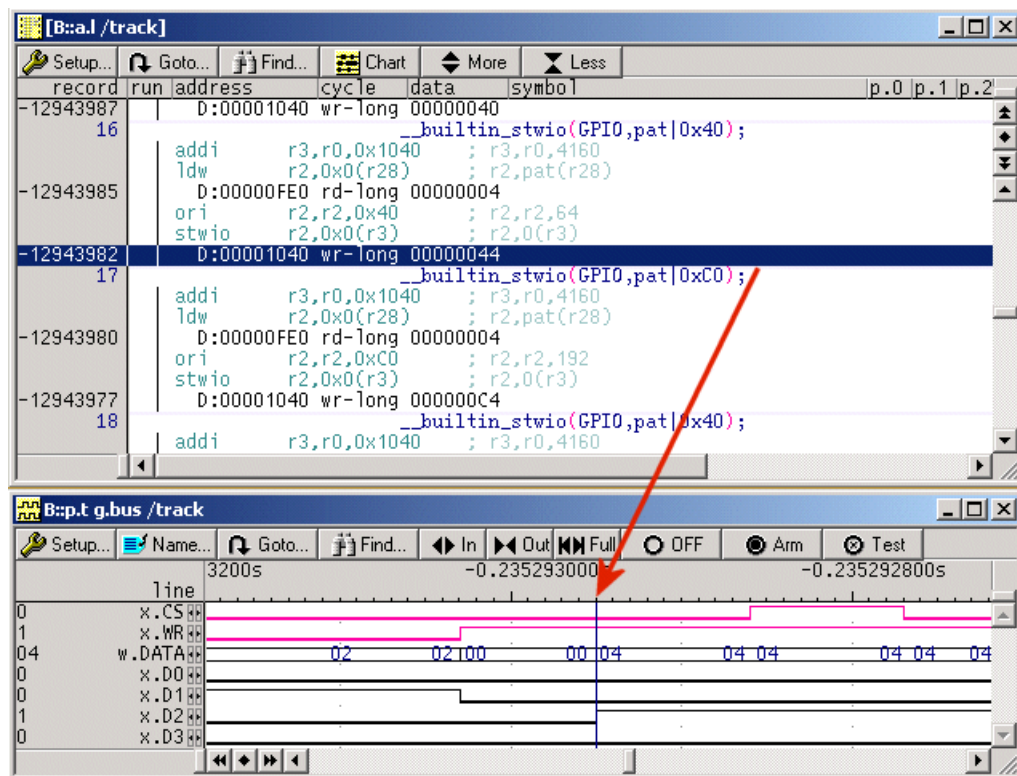 [B::a.l /track]
Setup... Goto... Find... Chart More Less
record run address cycle data symbol p.0 p.1 p.2
-12943987 D:00001040 wr-long 00000040
16 __builtin_stwio(GPIO,pat|0x40);
addi r3,r0,0x1040 ; r3,r0,4160
ldw r2,0x0(r28) ; r2,pat(r28)
-12943985 D:00000FE0 rd-long 00000004
ori r2,r2,0x40 ; r2,r2,64
stwio r2,0x0(r3) ; r2,0(r3)
-12943982 D:00001040 wr-long 00000044
17 __builtin_stwio(GPIO,pat|0xC0);
addi r3,r0,0x1040 ; r3,r0,4160
ldw r2,0x0(r28) ; r2,pat(r28)
-12943980 D:00000FE0 rd-long 00000004
ori r2,r2,0xC0 ; r2,r2,192
stwio r2,0x0(r3) ; r2,0(r3)
-12943977 D:00001040 wr-long 000000C4
18 __builtin_stwio(GPIO,pat|0x40);
addi r3,r0,0x1040 ; r3,r0,4160
B::p.t g.bus /track
Setup... Name... Goto... Find... In Out Full OFF Arm Test
3200s -0.235293000s -0.235292800s
line
0 x.CS
1 x.WR
04 w.DATA 02 02 00 00 04 04 04 04 04 04
0 x.D0
0 x.D1
1 x.D2
0 x.D3